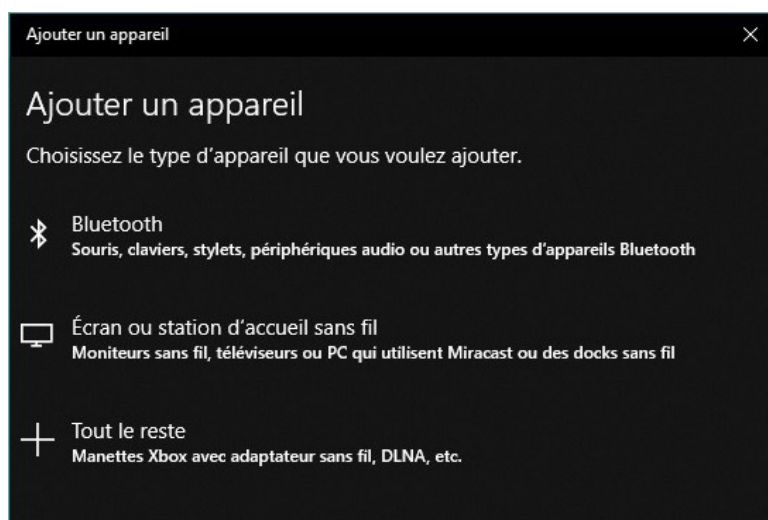 Ajouter un appareil
Ajouter un appareil
Choisissez le type d'appareil que vous voulez ajouter.
Bluetooth
Souris, claviers, stylets, périphériques audio ou autres types d'appareils Bluetooth
Écran ou station d'accueil sans fil
Moniteurs sans fil, téléviseurs ou PC qui utilisent Miracast ou des docks sans fil
Tout le reste
Manettes Xbox avec adaptateur sans fil, DLNA, etc.